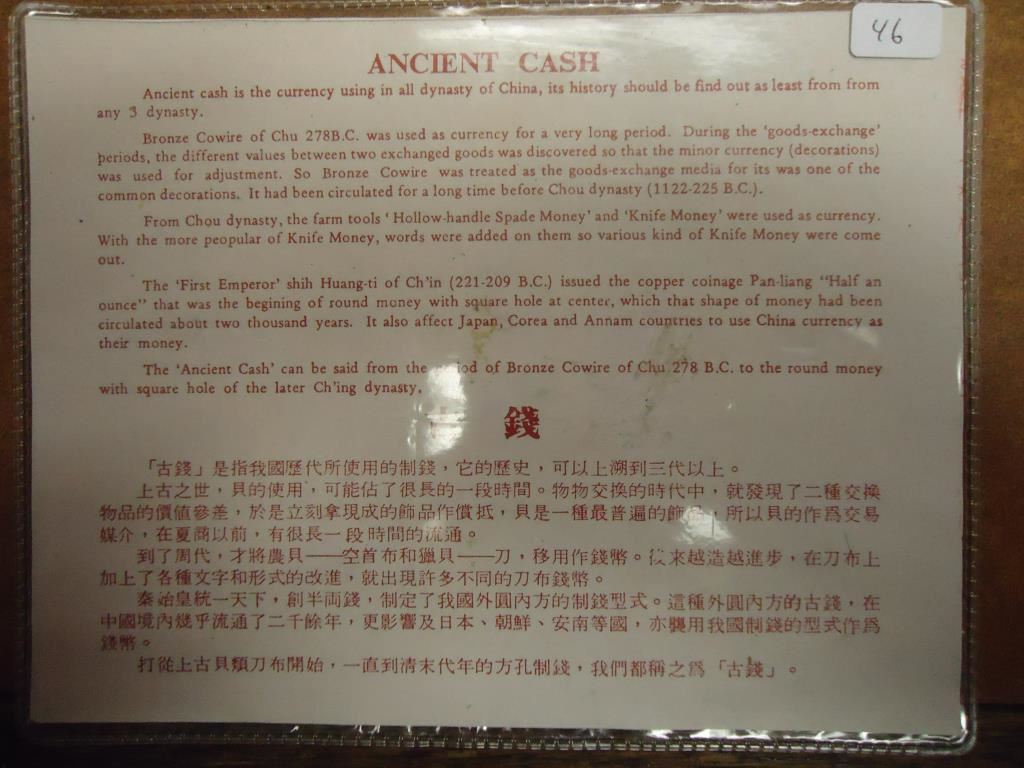 46
ANCIENT CASH
Ancient cash is the currency using in all dynasty of China, its history should be find out as least from from
any 3 dynasty.
Bronze Cowire of Chu 278B.C. was used as currency for a very long period. During the 'goods-exchange'
periods, the different values between two exchanged goods was discovered so that the minor currency (decorations)
was used for adjustment. So Bronze Cowire was treated as the goods-exchange media for its was one of the
common decorations. It had been circulated for a long time before Chou dynasty (1122-225 B.C.).
From Chou dynasty, the farm tools 'Hollow-handle Spade Money' and 'Knife Money' were used as currency.
With the more peopular of Knife Money, words were added on them so various kind of Knife Money were come
out.
The 'First Emperor' shih Huang-ti of Ch'in (221-209 B.C.) issued the copper coinage Pan-liang "Half an
ounce" that was the begining of round money with square hole at center, which that shape of money had been
circulated about two thousand years. It also affect Japan, Corea and Annam countries to use China currency as
their money.
The 'Ancient Cash' can be said from the of Bronze Cowire of Chu 278 B.C. to the round money
with square hole of the later Ch'ing dynasty.
錢
「古錢」是指我國歷代所使用的制錢，它的歷史，可以上溯到三代以上。
上古之世，貝的使用，可能佔了很長的一段時間。物物交換的時代中，就發現了二種交換
物品的價值參差，於是立刻拿現成的飾品作償抵，貝是一種最普遍的飾品，所以貝的作爲交易
媒介，在夏商以前，有很長一段時間的流通。
到了周代，才將農具——空首布和獵具——刀，移用作錢幣。後來越造越進步，在刀布上
加上了各種文字和形式的改進，就出現許多不同的刀布錢幣。
秦始皇統一天下，創半両錢，制定了我國外圓內方的制錢型式。這種外圓內方的古錢，在
中國境內幾乎流通了二千餘年，更影響及日本、朝鮮、安南等國，亦襲用我國制錢的型式作爲
錢幣。
打從上古貝類刀布開始，一直到清末代年的方孔制錢，我們都稱之爲「古錢」。